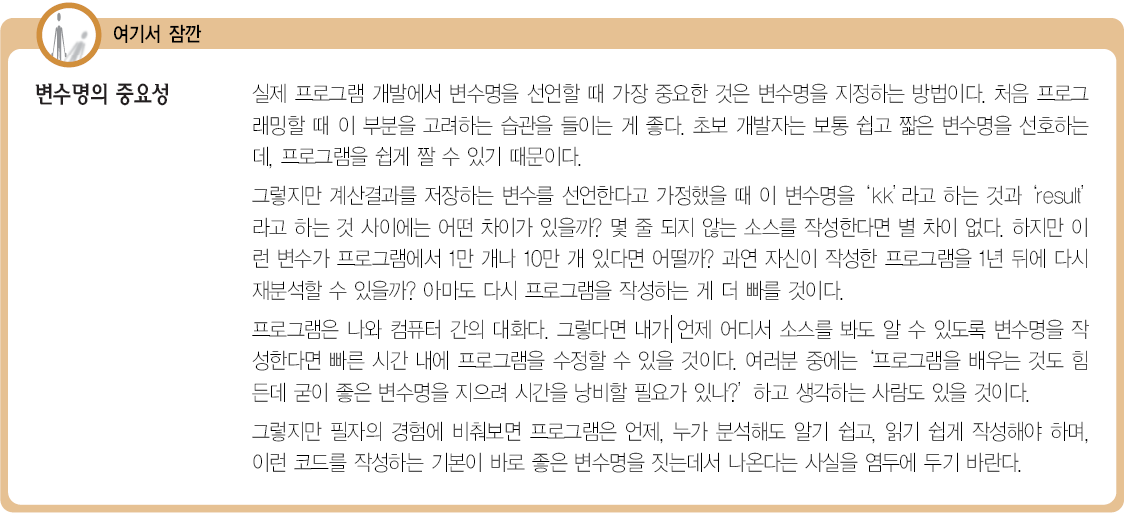 여기서 잠깐
변수명의 중요성
실제 프로그램 개발에서 변수명을 선언할 때 가장 중요한 것은 변수명을 지정하는 방법이다. 처음 프로그
래밍할 때 이 부분을 고려하는 습관을 들이는 게 좋다. 초보 개발자는 보통 쉽고 짧은 변수명을 선호하는
데, 프로그램을 쉽게 짤 수 있기 때문이다.
그렇지만 계산결과를 저장하는 변수를 선언한다고 가정했을 때 이 변수명을 ‘kk’라고 하는 것과 ‘result’
라고 하는 것 사이에는 어떤 차이가 있을까? 몇 줄 되지 않는 소스를 작성한다면 별 차이 없다. 하지만 이
런 변수가 프로그램에서 1만 개나 10만 개 있다면 어떨까? 과연 자신이 작성한 프로그램을 1년 뒤에 다시
재분석할 수 있을까? 아마도 다시 프로그램을 작성하는 게 더 빠를 것이다.
프로그램은 나와 컴퓨터 간의 대화다. 그렇다면 내가 언제 어디서 소스를 봐도 알 수 있도록 변수명을 작
성한다면 빠른 시간 내에 프로그램을 수정할 수 있을 것이다. 여러분 중에는 ‘프로그램을 배우는 것도 힘
든데 굳이 좋은 변수명을 지으려 시간을 낭비할 필요가 있나?’ 하고 생각하는 사람도 있을 것이다.
그렇지만 필자의 경험에 비춰보면 프로그램은 언제, 누가 분석해도 알기 쉽고, 읽기 쉽게 작성해야 하며,
이런 코드를 작성하는 기본이 바로 좋은 변수명을 짓는데서 나온다는 사실을 염두에 두기 바란다.